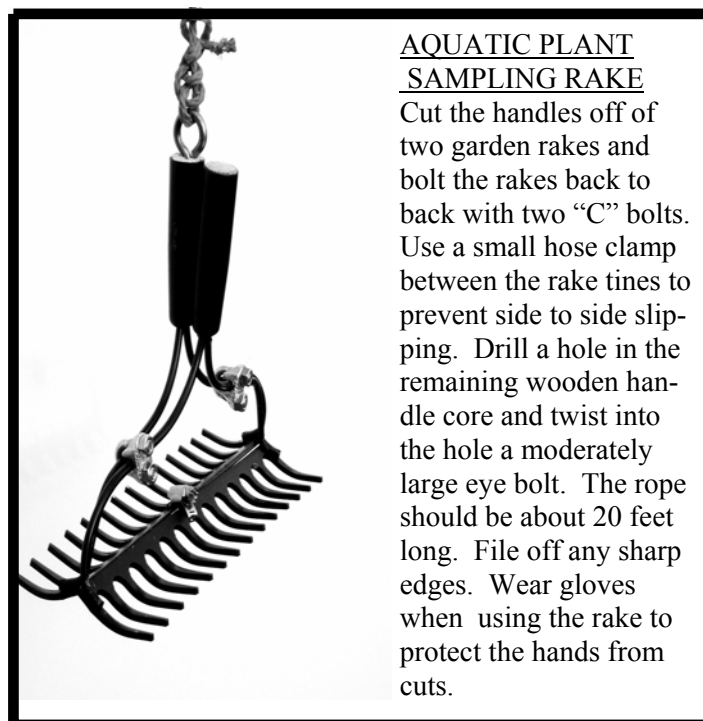 AQUATIC PLANT
SAMPLING RAKE
Cut the handles off of
two garden rakes and
bolt the rakes back to
back with two “C” bolts.
Use a small hose clamp
between the rake tines to
prevent side to side slip-
ping.  Drill a hole in the
remaining wooden han-
dle core and twist into
the hole a moderately
large eye bolt.  The rope
should be about 20 feet
long.  File off any sharp
edges.  Wear gloves
when  using the rake to
protect the hands from
cuts.